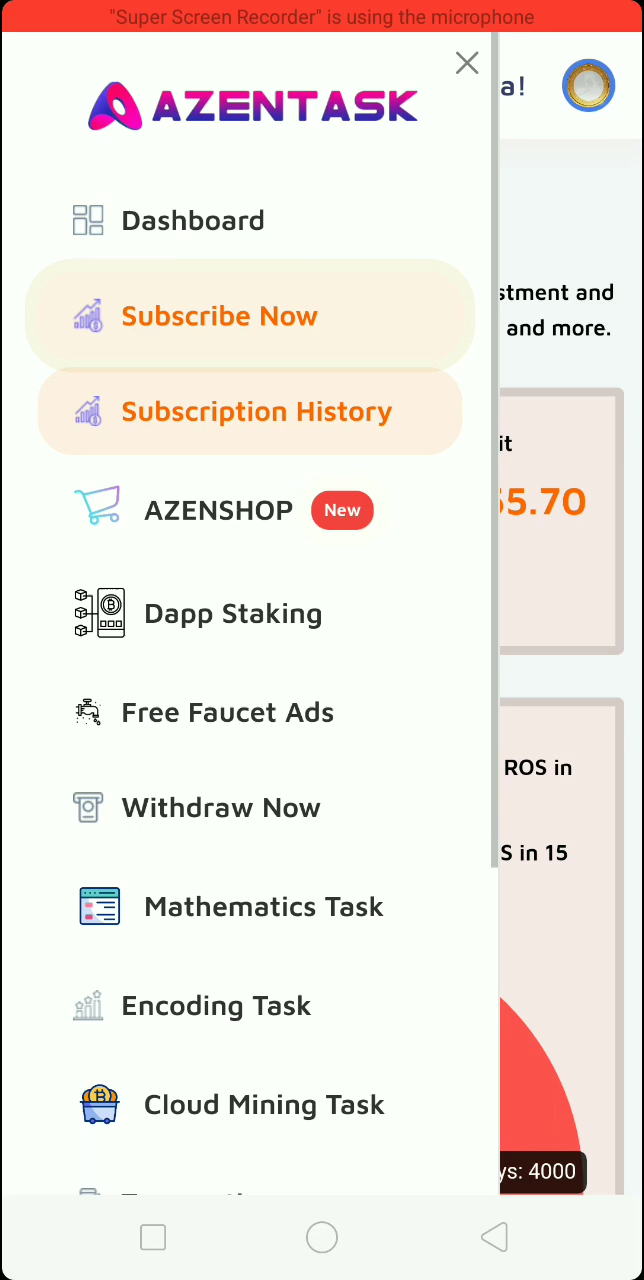 "Super Screen Recorder" is using the microphone
AZENTASK
a!
Dashboard
stment and
Subscribe Now
and more.
Subscription History
it
5.70
AZENSHOP New
Dapp Staking
Free Faucet Ads
ROS in
Withdraw Now
S in 15
Mathematics Task
Encoding Task
Cloud Mining Task
ys: 4000